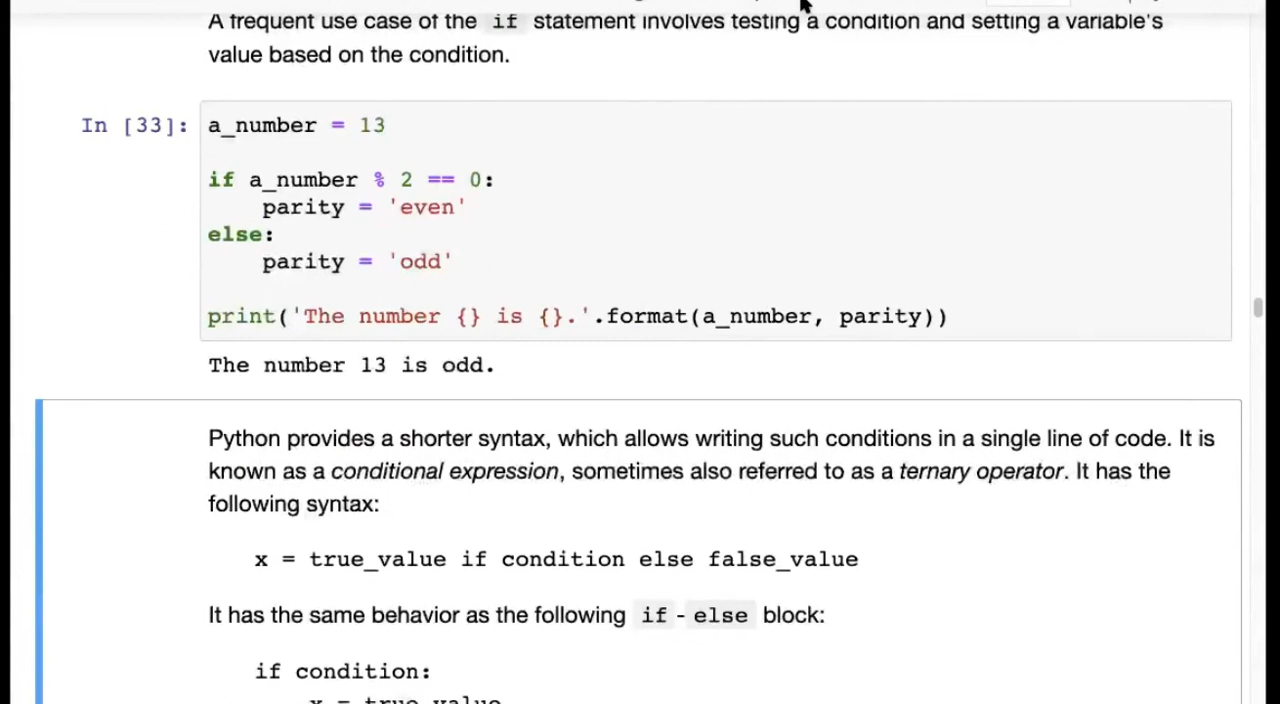 A frequent use case of the if statement involves testing a condition and setting a variable's
value based on the condition.
In [33]: a_number = 13
if a_number % 2 == 0:
    parity = 'even'
else:
    parity = 'odd'
print('The number {} is {}.'.format(a_number, parity))
The number 13 is odd.
Python provides a shorter syntax, which allows writing such conditions in a single line of code. It is
known as a conditional expression, sometimes also referred to as a ternary operator. It has the
following syntax:
x = true_value if condition else false_value
It has the same behavior as the following if - else block:
if condition:
    x = true_value